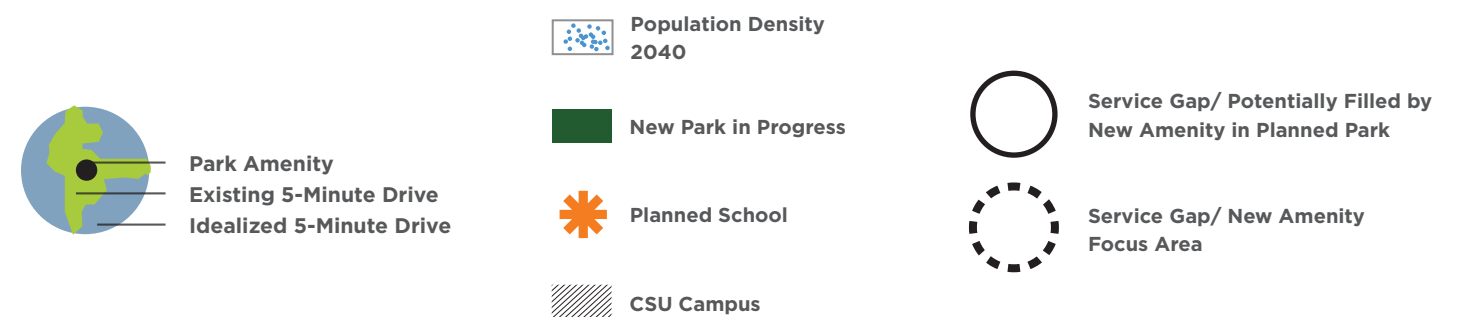 Park Amenity
Existing 5-Minute Drive
Idealized 5-Minute Drive
Population Density
2040
New Park in Progress
Planned School
CSU Campus
Service Gap/ Potentially Filled by
New Amenity in Planned Park
Service Gap/ New Amenity
Focus Area